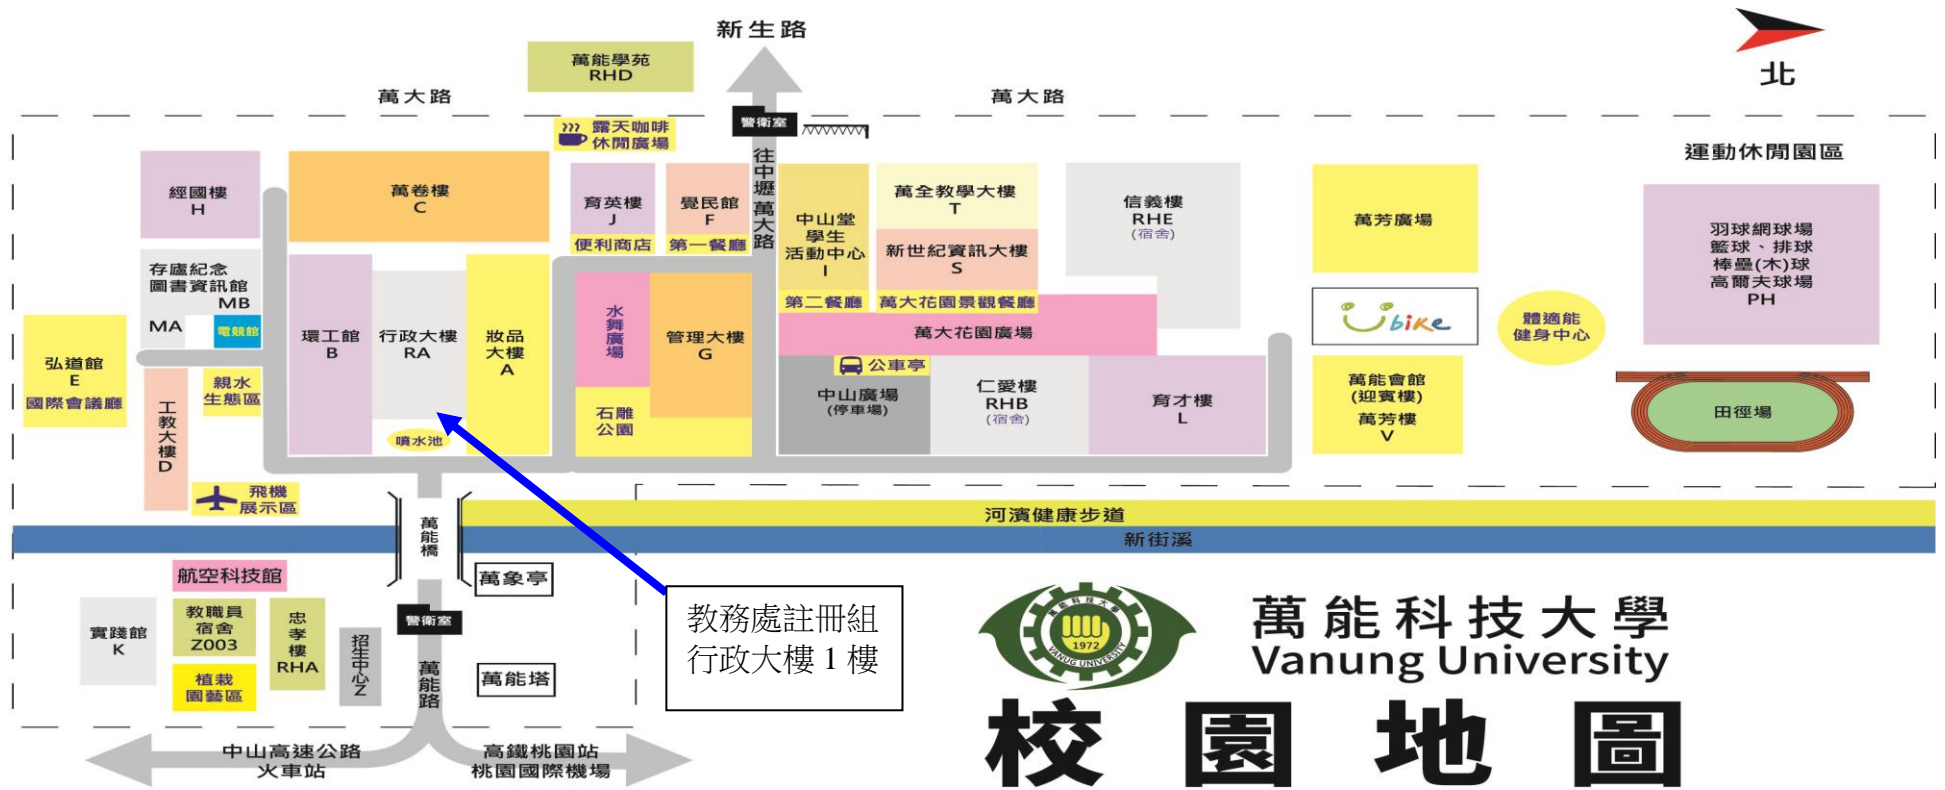 新生路
北
萬能學苑
RHD
萬大路
萬大路
警衛室
露天咖啡
休閒廣場
運動休閒園區
經國樓
H
萬卷樓
C
育英樓
J
便利商店
覺民館
F
第一餐廳
往中壢 萬大路
中山堂
學生
活動中心
I
第二餐廳
萬全教學大樓
T
新世紀資訊大樓
S
萬大花園景觀餐廳
信義樓
RHE
(宿舍)
萬芳廣場
羽球網球場
籃球、排球
棒壘(木)球
高爾夫球場
PH
存廬紀念
圖書資訊館
MB
MA
電競館
環工館
B
行政大樓
RA
妝品
大樓
A
水舞廣場
管理大樓
G
萬大花園廣場
Ubike
體適能
健身中心
弘道館
E
國際會議廳
工教大樓D
親水
生態區
噴水池
石雕
公園
公車亭
中山廣場
(停車場)
仁愛樓
RHB
(宿舍)
育才樓
L
萬能會館
(迎賓樓)
萬芳樓
V
田徑場
飛機
展示區
萬能橋
河濱健康步道
新街溪
航空科技館
萬象亭
實踐館
K
教職員
宿舍
Z003
植栽
園藝區
忠孝樓
RHA
招生中心Z
警衛室
萬能路
萬能塔
教務處註冊組
行政大樓 1 樓
中山高速公路
火車站
高鐵桃園站
桃園國際機場
萬能科技大學
1972
VANUNG UNIVERSITY
萬能科技大學
Vanung University
校園地圖